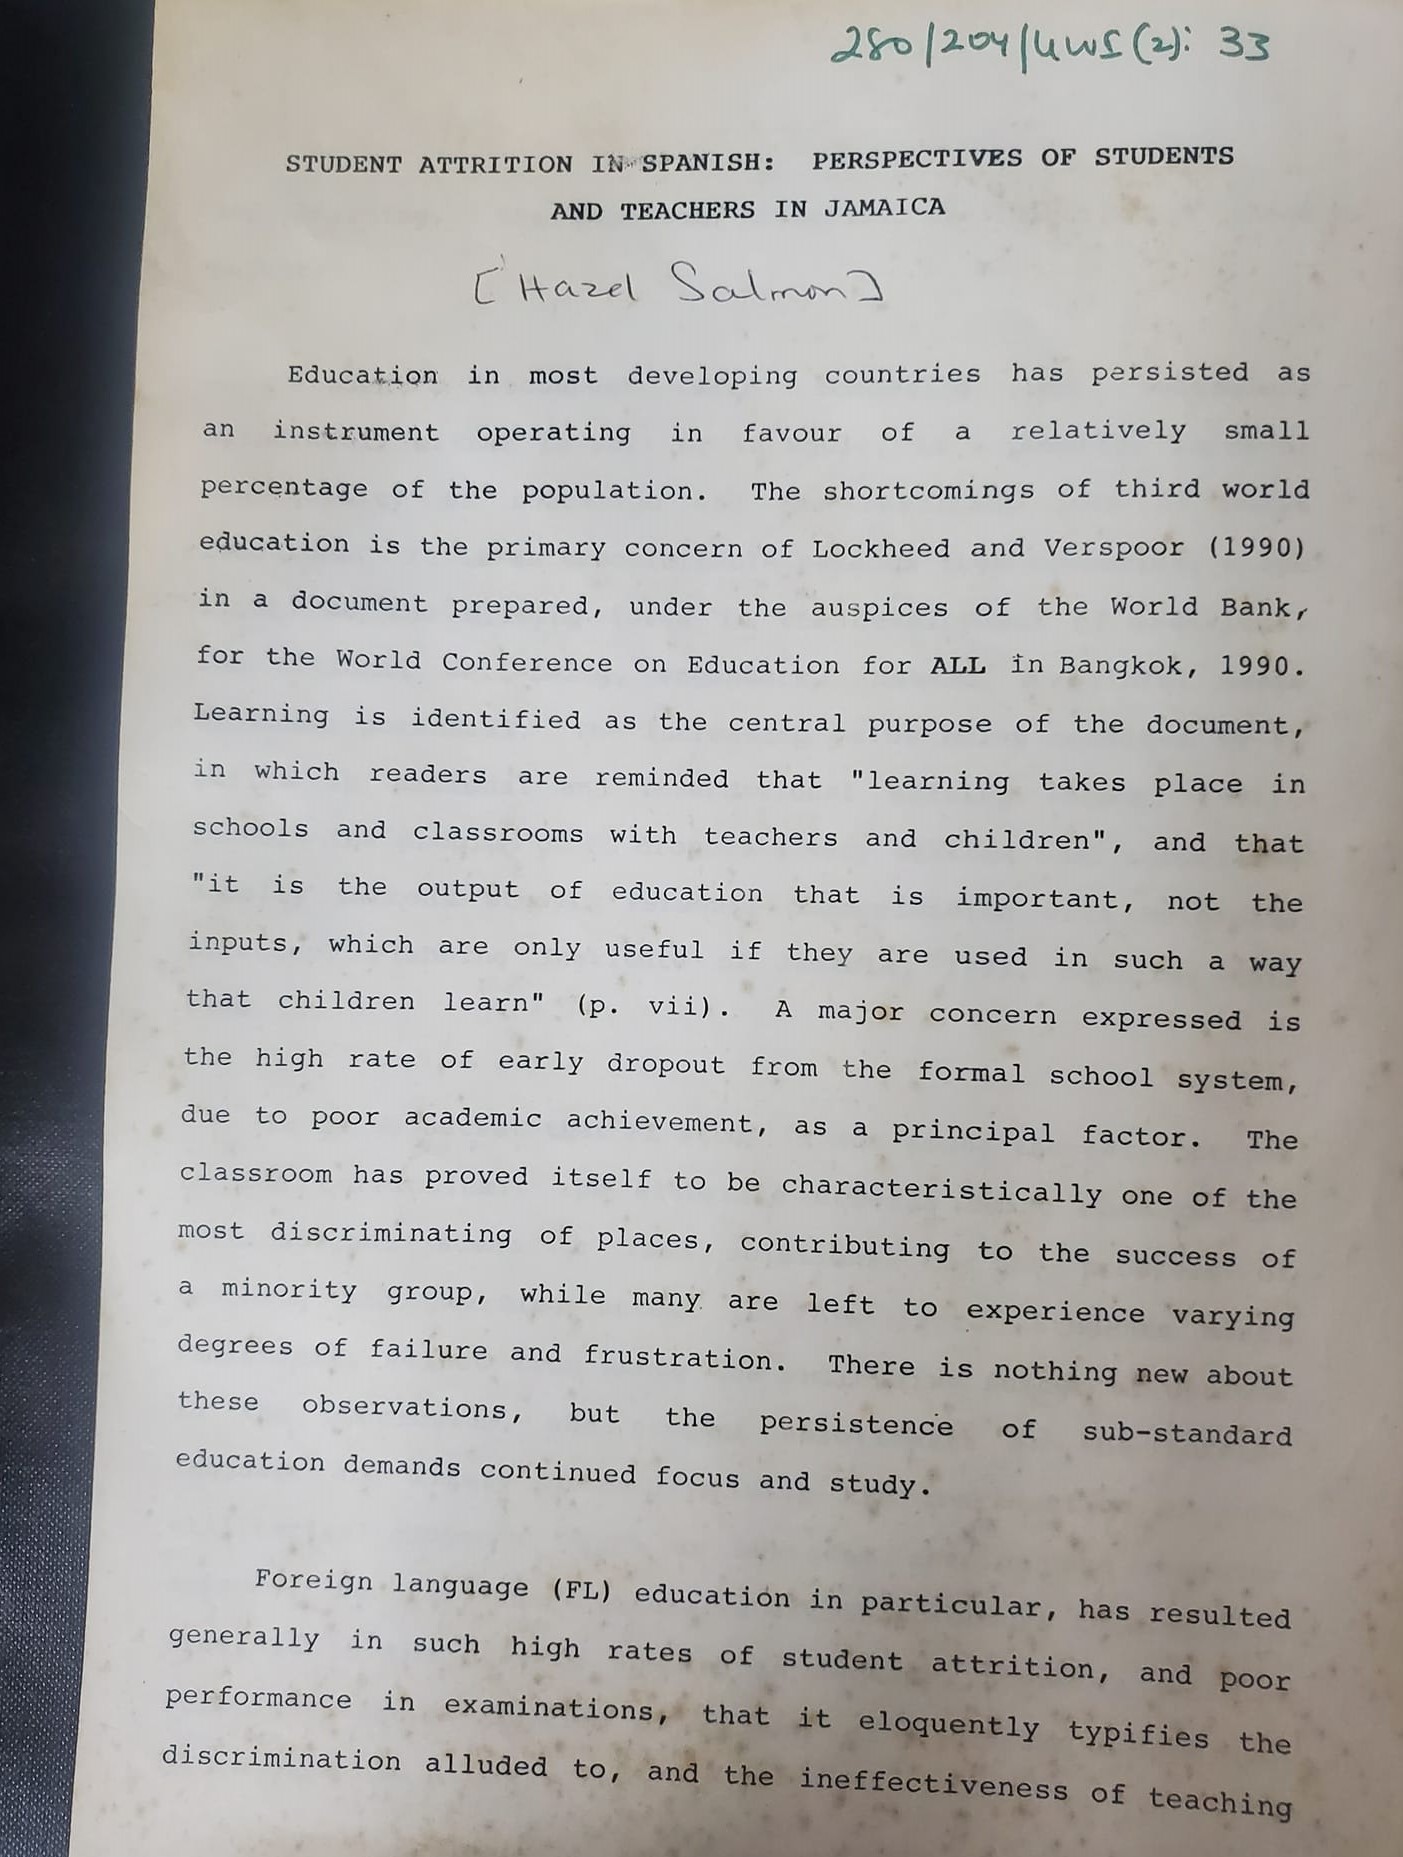 280/204/UWI(2): 33
STUDENT ATTRITION IN SPANISH: PERSPECTIVES OF STUDENTS
AND TEACHERS IN JAMAICA
[Hazel Salmon]
Education in most developing countries has persisted as
an instrument operating in favour of a relatively small
percentage of the population. The shortcomings of third world
education is the primary concern of Lockheed and Verspoor (1990)
in a document prepared, under the auspices of the World Bank,
for the World Conference on Education for ALL in Bangkok, 1990.
Learning is identified as the central purpose of the document,
in which readers are reminded that "learning takes place in
schools and classrooms with teachers and children", and that
"it is the output of education that is important, not the
inputs, which are only useful if they are used in such a way
that children learn" (p. vii). A major concern expressed is
the high rate of early dropout from the formal school system,
due to poor academic achievement, as a principal factor. The
classroom has proved itself to be characteristically one of the
most discriminating of places, contributing to the success of
a minority group, while many are left to experience varying
degrees of failure and frustration. There is nothing new about
these observations, but the persistence of sub-standard
education demands continued focus and study.
Foreign language (FL) education in particular, has resulted
generally in such high rates of student attrition, and poor
performance in examinations, that it eloquently typifies the
discrimination alluded to, and the ineffectiveness of teaching